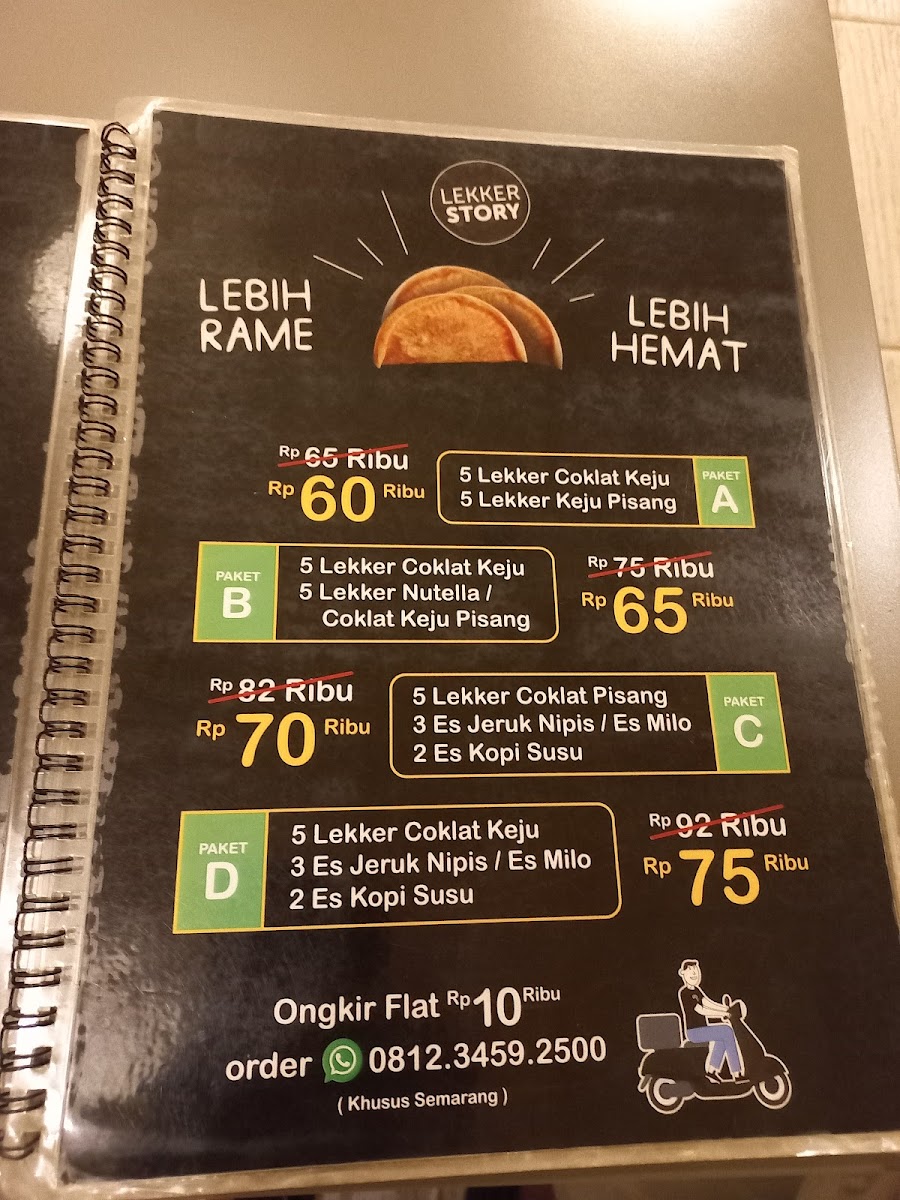 LEKKER
STORY
LEBIH
RAME
LEBIH
HEMAT
Rp 65 Ribu
Rp 60 Ribu
5 Lekker Coklat Keju
5 Lekker Keju Pisang
PAKET
A
PAKET
B
5 Lekker Coklat Keju
5 Lekker Nutella /
Coklat Keju Pisang
Rp 75 Ribu
Rp 65 Ribu
Rp 82 Ribu
Rp 70 Ribu
5 Lekker Coklat Pisang
3 Es Jeruk Nipis / Es Milo
2 Es Kopi Susu
PAKET
C
PAKET
D
5 Lekker Coklat Keju
3 Es Jeruk Nipis / Es Milo
2 Es Kopi Susu
Rp 92 Ribu
Rp 75 Ribu
Ongkir Flat Rp 10 Ribu
order 0812.3459.2500
( Khusus Semarang )